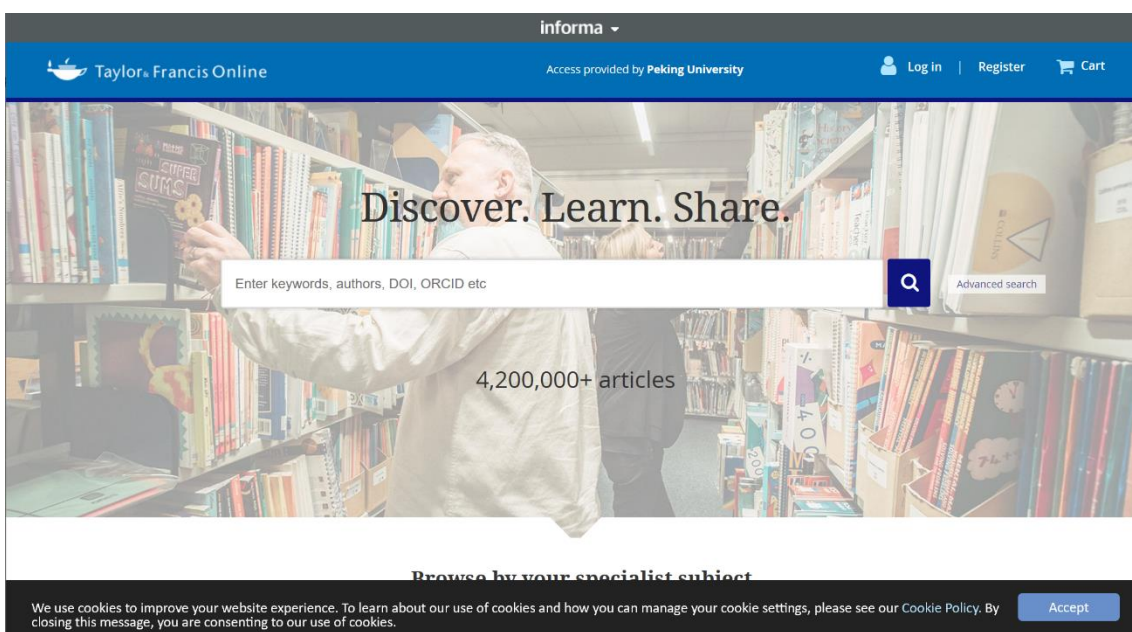 informa
Taylor & Francis Online
Access provided by Peking University
Log in | Register
Cart
SUPER
SUMS
Discover. Learn. Share.
Enter keywords, authors, DOI, ORCID etc
Advanced search
COLLINS
4,200,000+ articles
Browse by your specialist subject
We use cookies to improve your website experience. To learn about our use of cookies and how you can manage your cookie settings, please see our Cookie Policy. By
closing this message, you are consenting to our use of cookies.
Accept